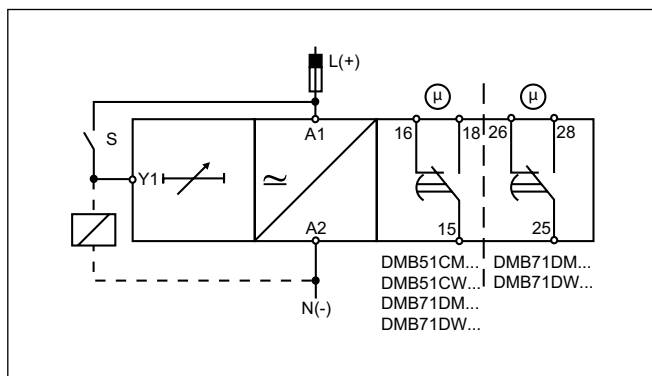 L(+)
μ μ
S
A1
16 18 26 28
Y1
≃
A2
15 25
DMB51CM... DMB71DM...
DMB51CW... DMB71DW...
DMB71DM...
DMB71DW...
N(-)